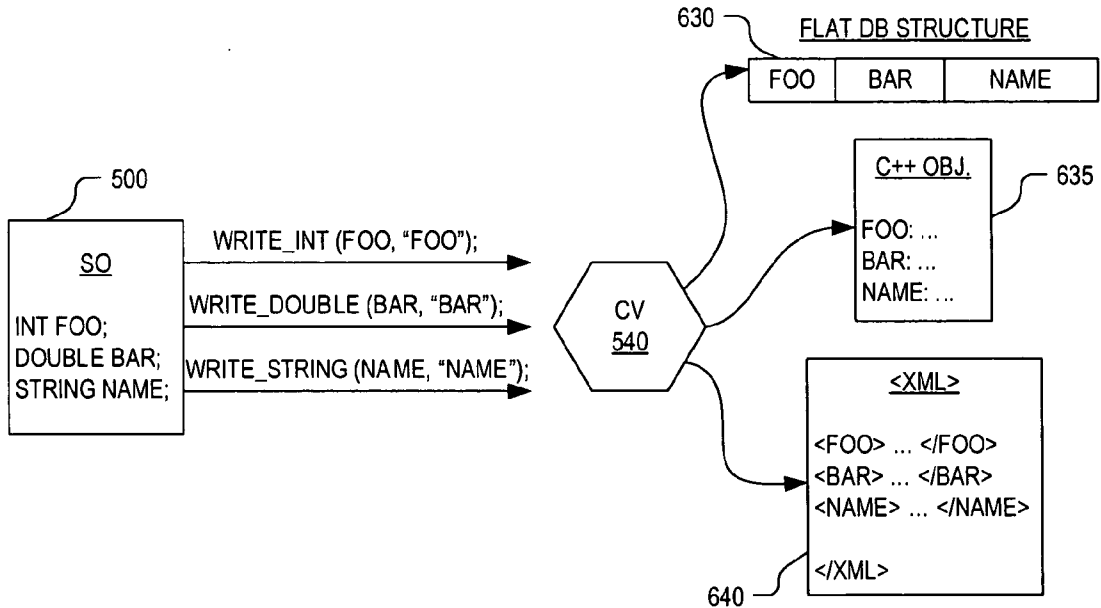 630
FLAT DB STRUCTURE
FOO BAR NAME
500
SO
INT FOO;
DOUBLE BAR;
STRING NAME;
WRITE_INT (FOO, “FOO”);
WRITE_DOUBLE (BAR, “BAR”);
WRITE_STRING (NAME, “NAME”);
CV
540
C++ OBJ.
FOO: ...
BAR: ...
NAME: ...
635
<XML>
<FOO> ... </FOO>
<BAR> ... </BAR>
<NAME> ... </NAME>
</XML>
640